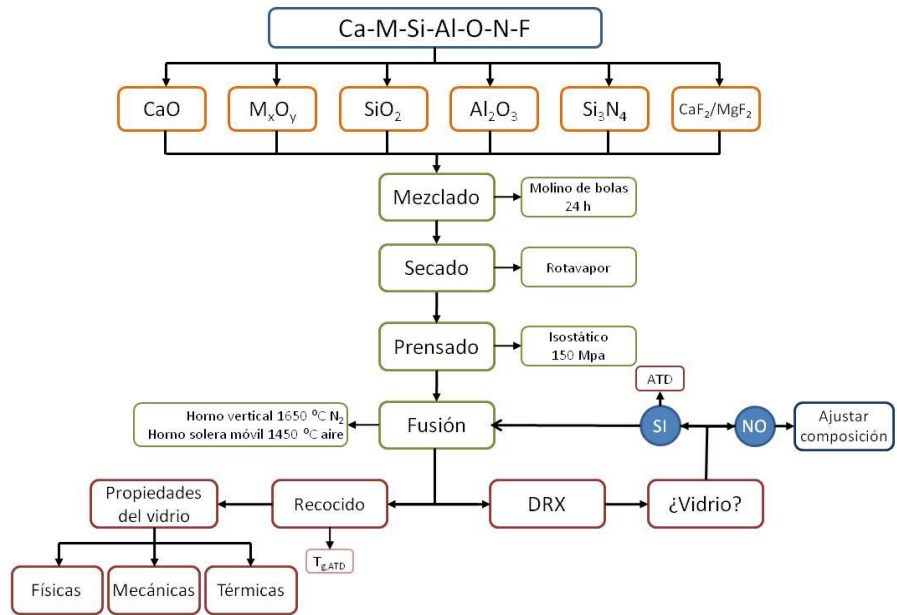 Ca-M-Si-Al-O-N-F
CaO
MₓOᵧ
SiO₂
Al₂O₃
Si₃N₄
CaF₂/MgF₂
Mezclado
Molino de bolas
24 h
Secado
Rotavapor
Prensado
Isostático
150 Mpa
ATD
Horno vertical 1650 ºC N₂
Horno solera móvil 1450 ºC aire
Fusión
SI
NO
Ajustar
composición
Propiedades
del vidrio
Recocido
DRX
¿Vidrio?
Tg,ATD
Físicas
Mecánicas
Térmicas